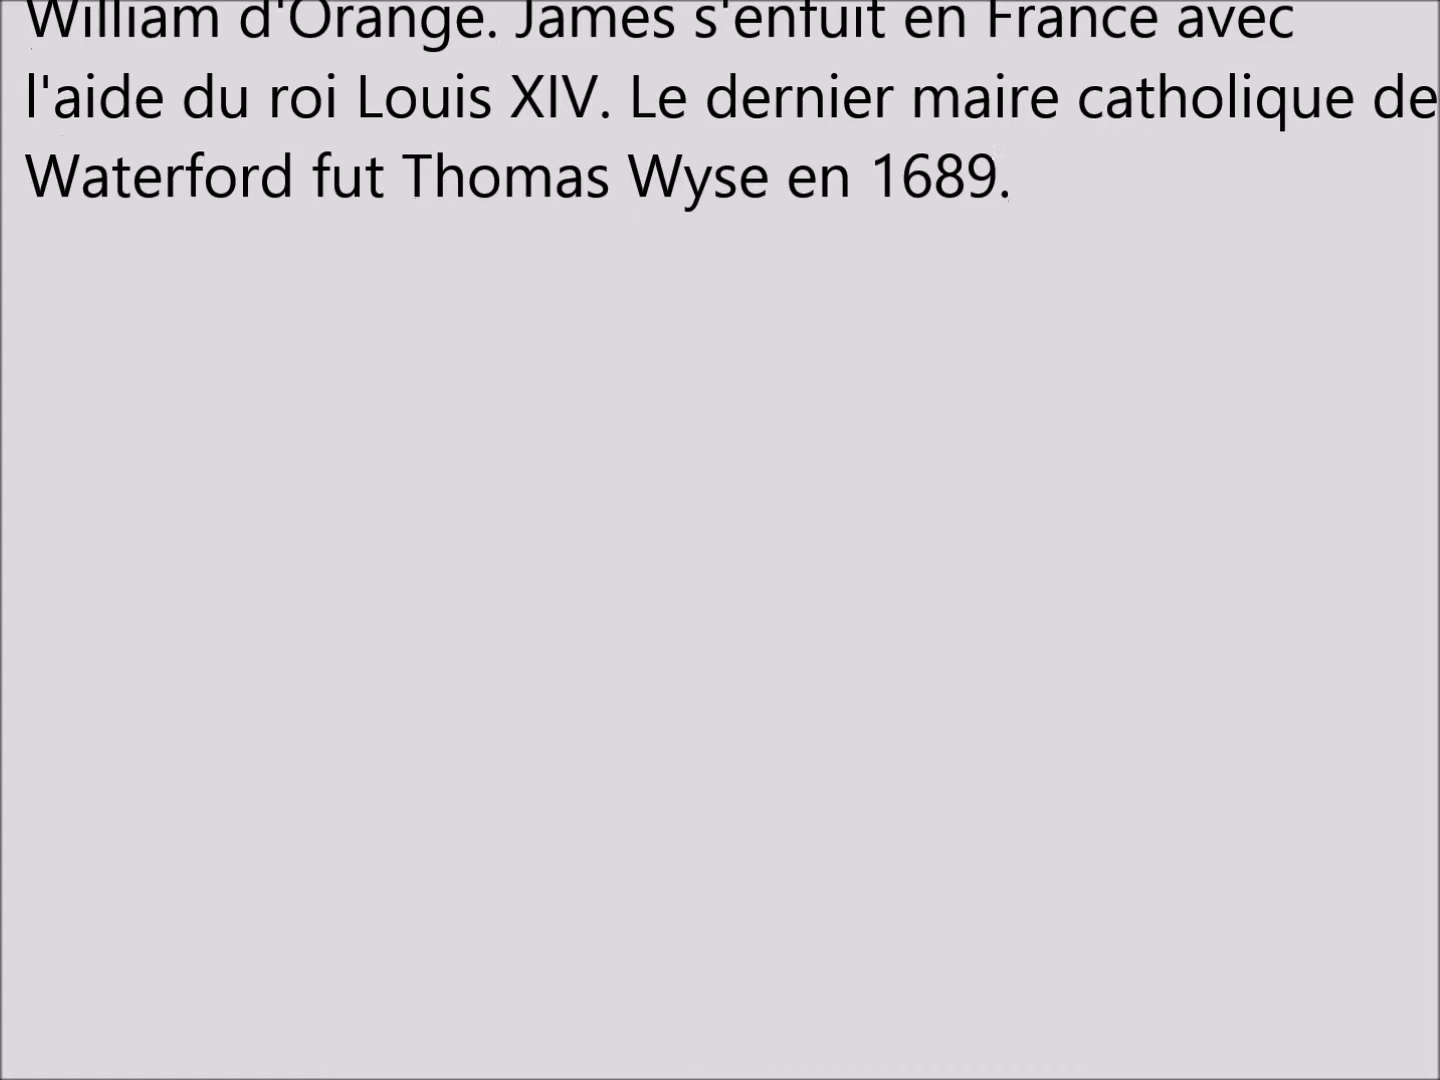 William d'Orange. James s'enfuit en France avec
l'aide du roi Louis XIV. Le dernier maire catholique de
Waterford fut Thomas Wyse en 1689.